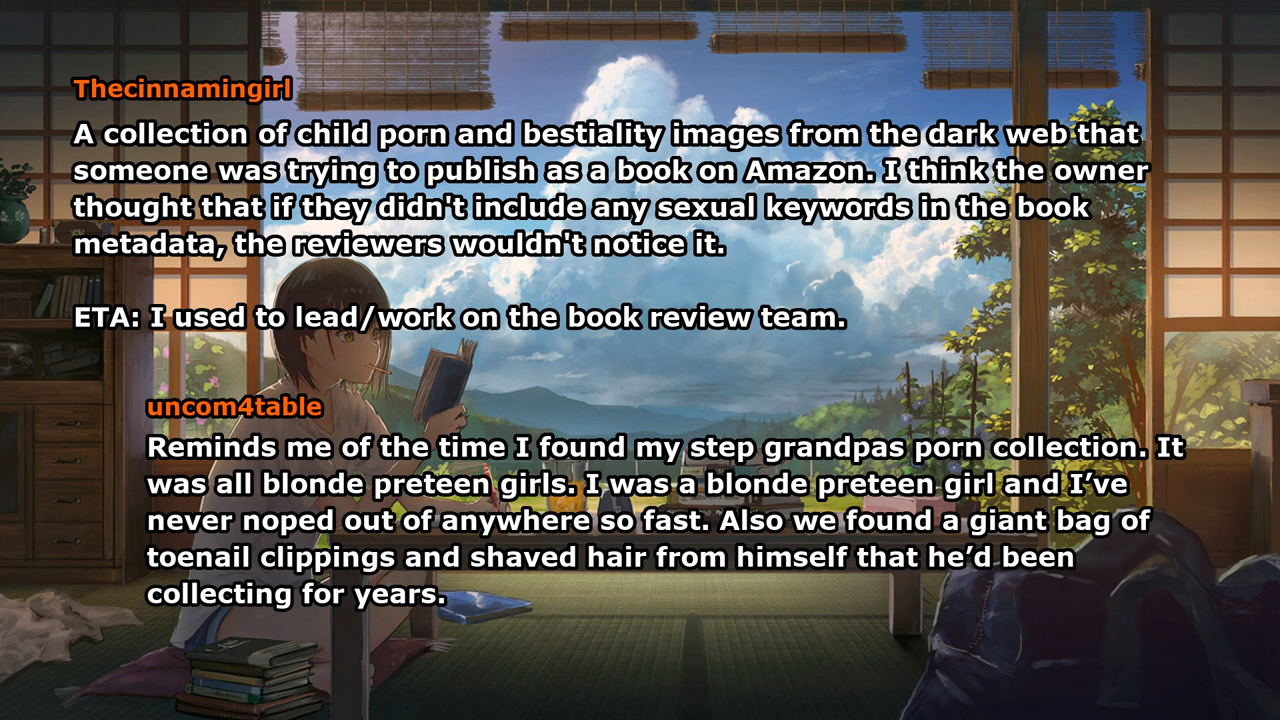 Thecinnamingirl
A collection of child porn and bestiality images from the dark web that
someone was trying to publish as a book on Amazon. I think the owner
thought that if they didn't include any sexual keywords in the book
metadata, the reviewers wouldn't notice it.
ETA: I used to lead/work on the book review team.
uncom4table
Reminds me of the time I found my step grandpas porn collection. It
was all blonde preteen girls. I was a blonde preteen girl and I’ve
never noped out of anywhere so fast. Also we found a giant bag of
toenail clippings and shaved hair from himself that he’d been
collecting for years.